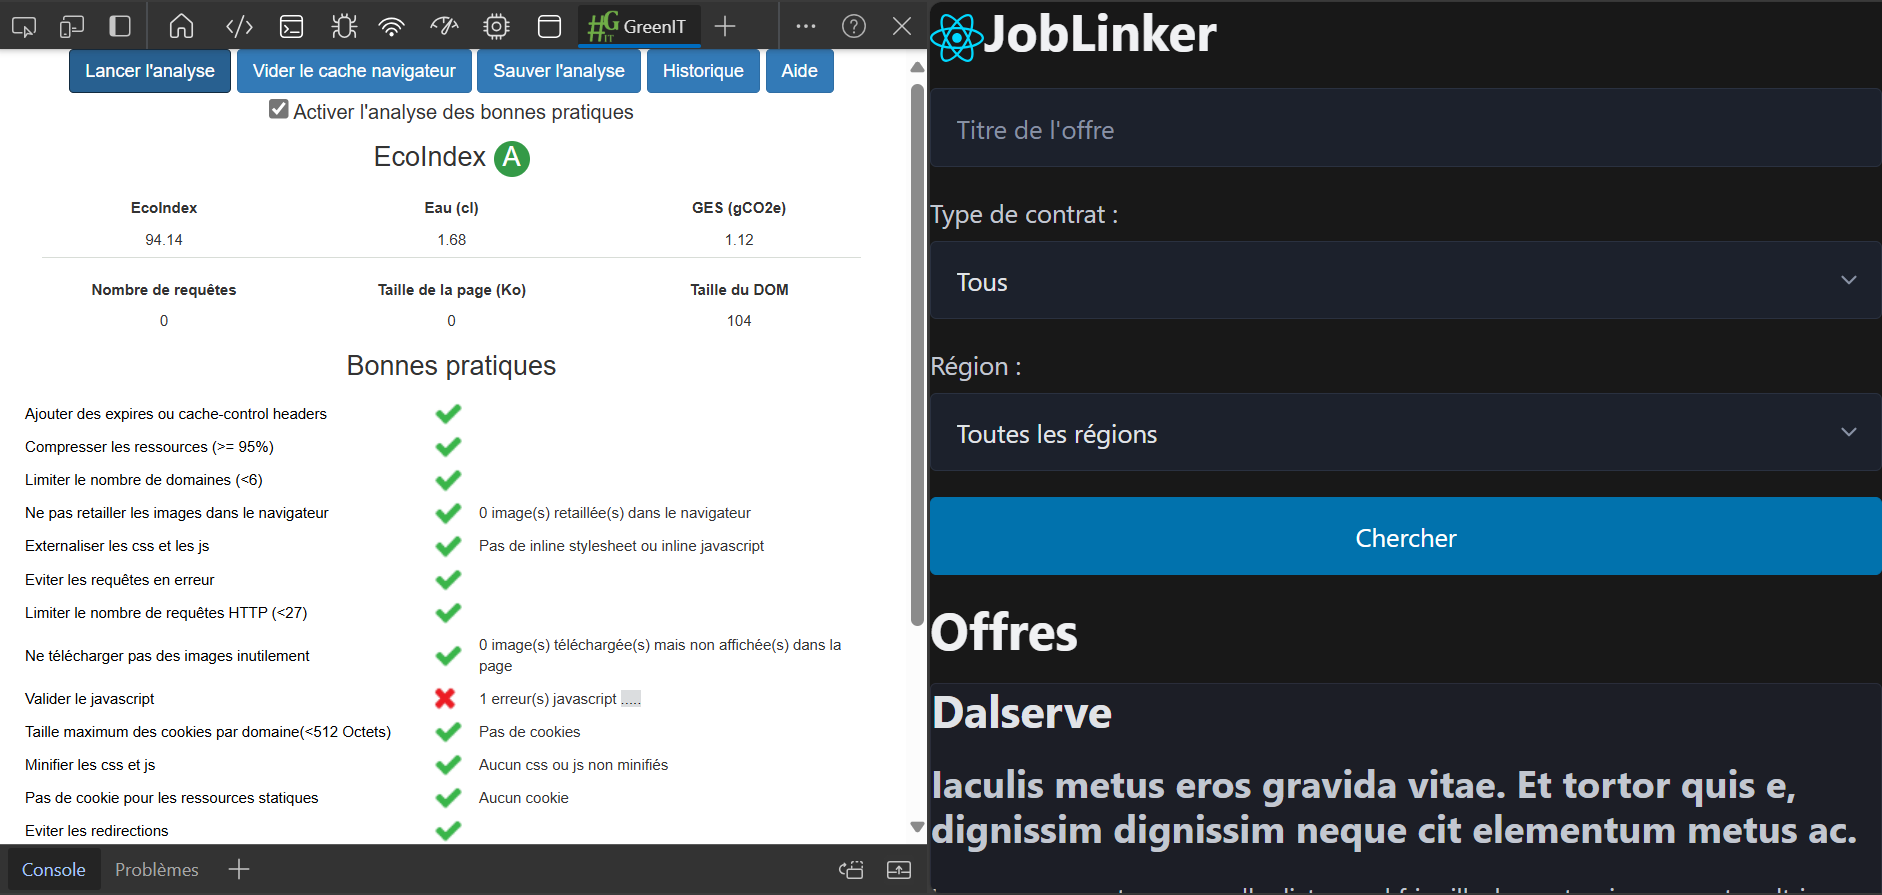 GreenIT
Lancer l'analyse
Vider le cache navigateur
Sauver l'analyse
Historique
Aide
Activer l'analyse des bonnes pratiques
EcoIndex A
EcoIndex
Eau (cl)
GES (gCO2e)
94.14
1.68
1.12
Nombre de requêtes
Taille de la page (Ko)
Taille du DOM
0
0
104
Bonnes pratiques
Ajouter des expires ou cache-control headers
Compresser les ressources (>= 95%)
Limiter le nombre de domaines (<6)
Ne pas retailler les images dans le navigateur
0 image(s) retaillée(s) dans le navigateur
Externaliser les css et les js
Pas de inline stylesheet ou inline javascript
Eviter les requêtes en erreur
Limiter le nombre de requêtes HTTP (<27)
Ne télécharger pas des images inutilement
0 image(s) téléchargée(s) mais non affichée(s) dans la
page
Valider le javascript
1 erreur(s) javascript .....
Taille maximum des cookies par domaine(<512 Octets)
Pas de cookies
Minifier les css et js
Aucun css ou js non minifiés
Pas de cookie pour les ressources statiques
Aucun cookie
Eviter les redirections
Console
Problèmes
JobLinker
Titre de l'offre
Type de contrat :
Tous
Région :
Toutes les régions
Chercher
Offres
Dalserve
Iaculis metus eros gravida vitae. Et tortor quis e,
dignissim dignissim neque cit elementum metus ac.